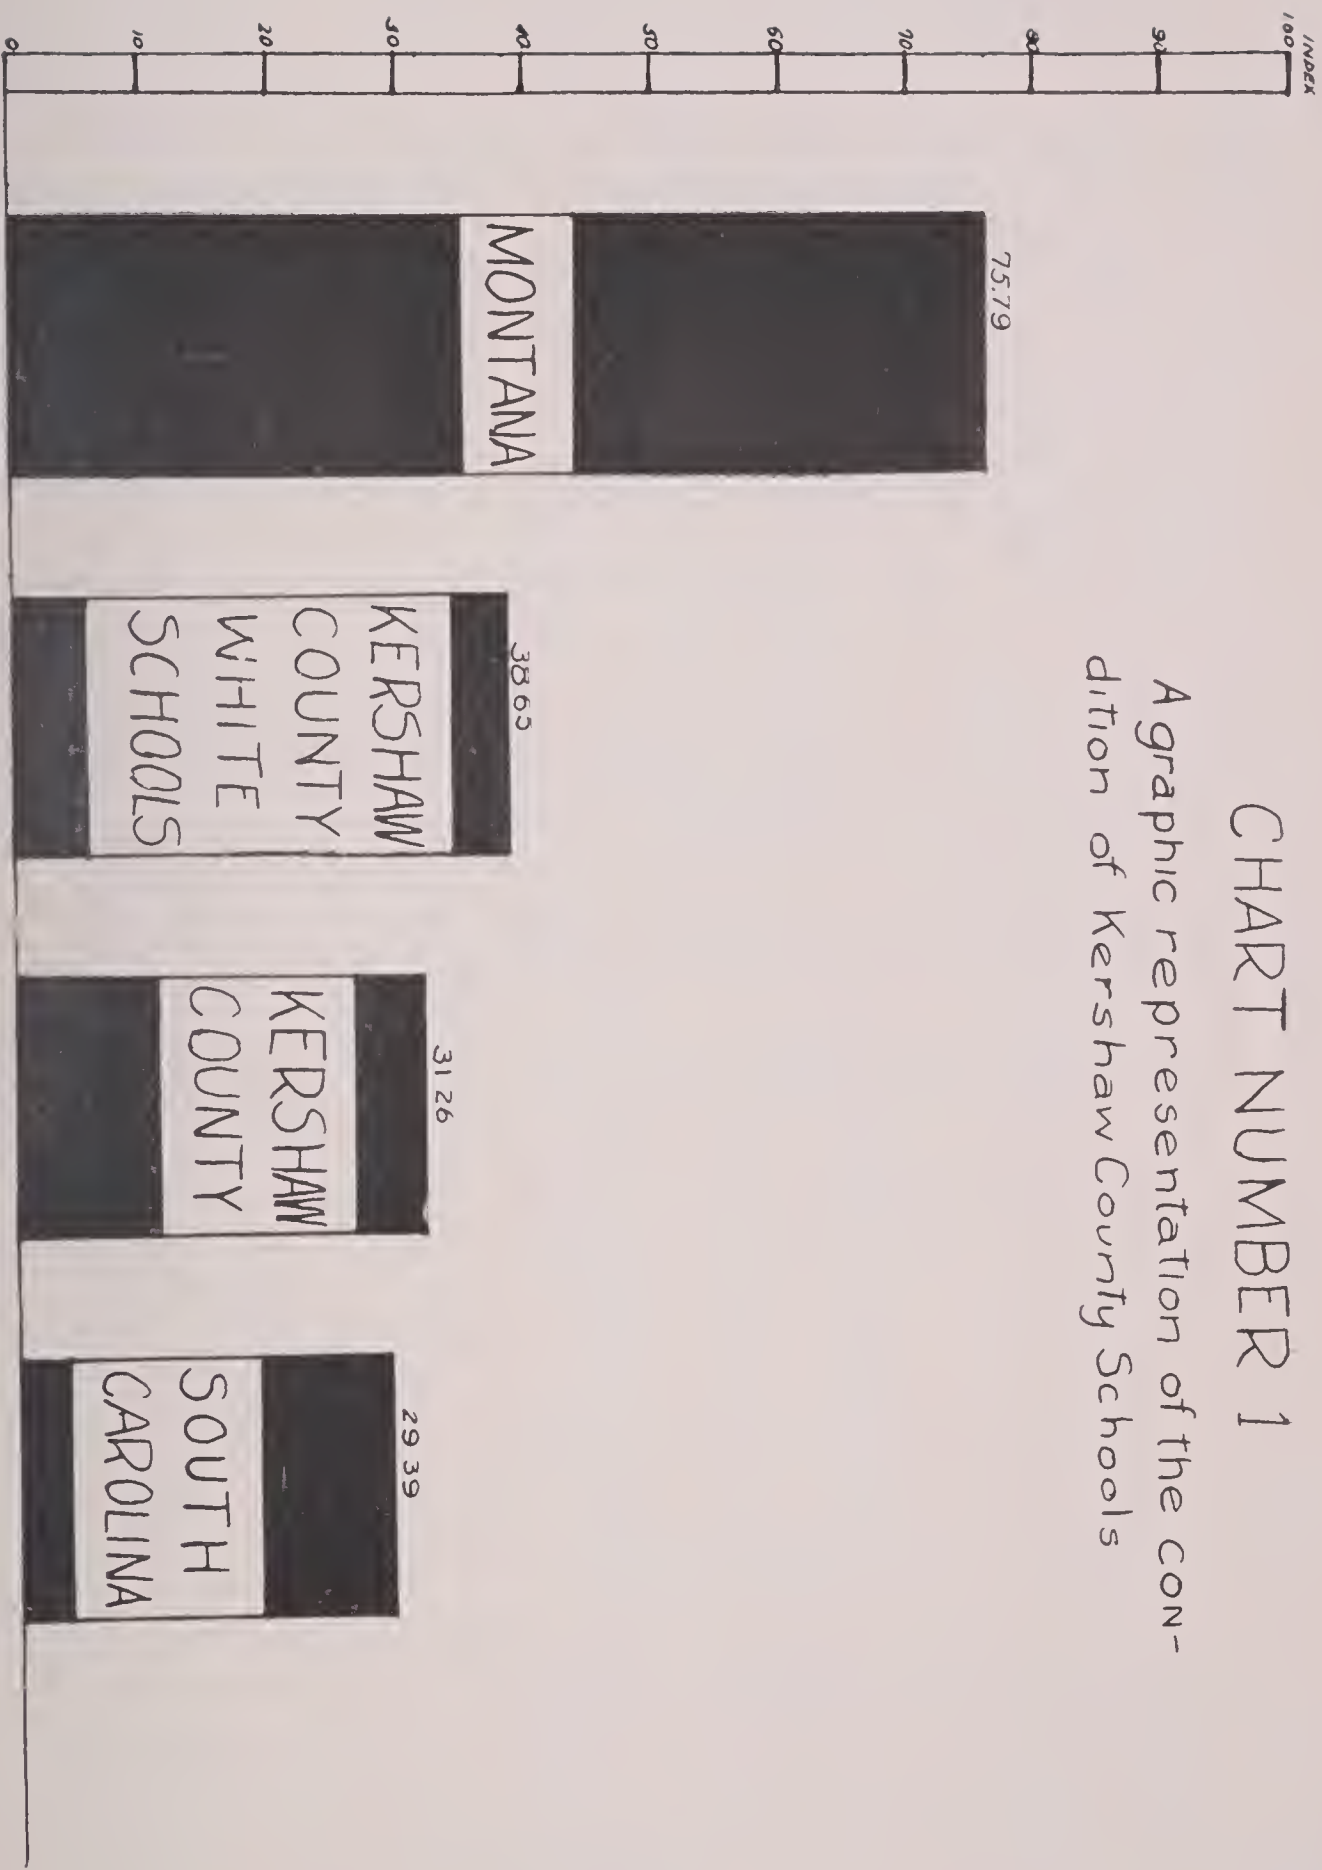 CHART NUMBER 1
A graphic representation of the con-
dition of Kershaw County Schools
INDEX
100
90
80
70
60
50
40
30
20
10
0
75.79
MONTANA
38 65
KERSHAW
COUNTY
WHITE
SCHOOLS
31 26
KERSHAW
COUNTY
29 39
SOUTH
CAROLINA